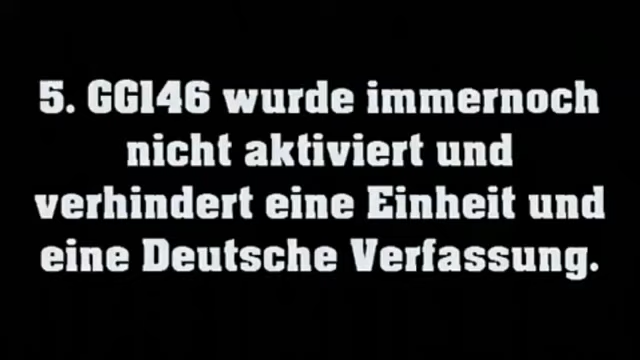 5. GG146 wurde immernoch
nicht aktiviert und
verhindert eine Einheit und
eine Deutsche Verfassung.